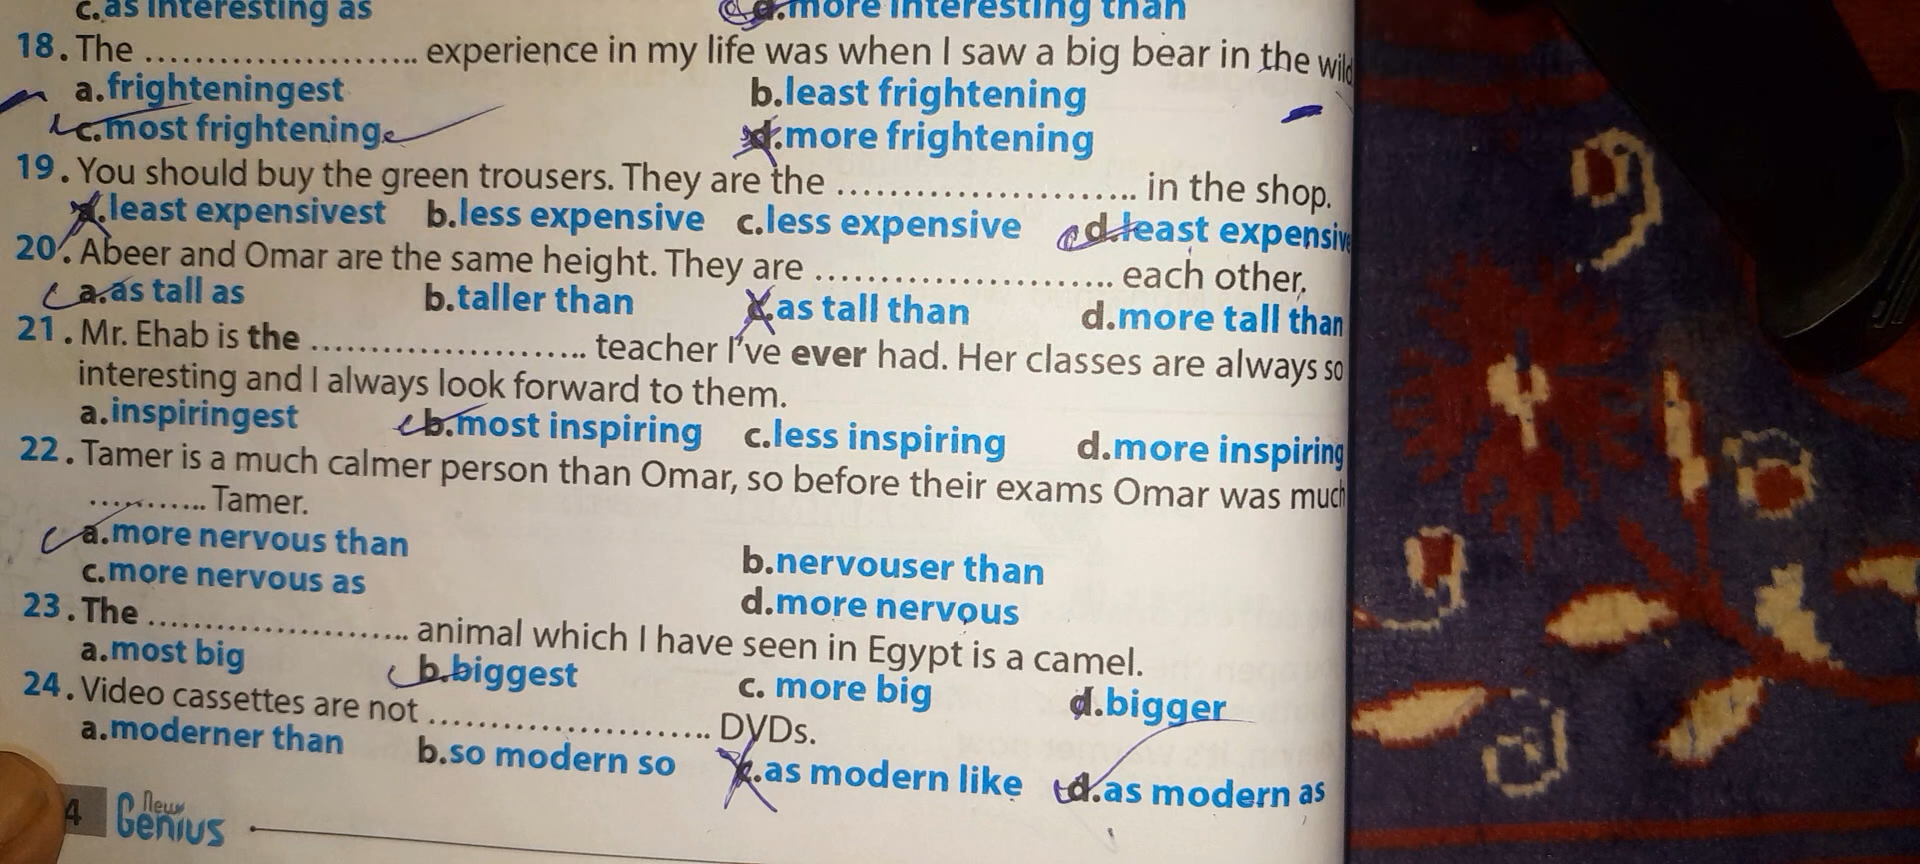 c.as interesting as d.more interesting than
18. The ........................ experience in my life was when I saw a big bear in the wild
a.frighteningest b.least frightening
c.most frightening d.more frightening
19. You should buy the green trousers. They are the ........................ in the shop.
a.least expensivest b.less expensive c.less expensive d.least expensive
20. Abeer and Omar are the same height. They are ........................ each other.
a.as tall as b.taller than c.as tall than d.more tall than
21. Mr. Ehab is the ........................ teacher I've ever had. Her classes are always so
interesting and I always look forward to them.
a.inspiringest b.most inspiring c.less inspiring d.more inspiring
22. Tamer is a much calmer person than Omar, so before their exams Omar was much
........... Tamer.
a.more nervous than b.nervouser than
c.more nervous as d.more nervous
23. The ........................ animal which I have seen in Egypt is a camel.
a.most big b.biggest c. more big d.bigger
24. Video cassettes are not ........................ DVDs.
a.moderner than b.so modern so c.as modern like d.as modern as
4 New Genius